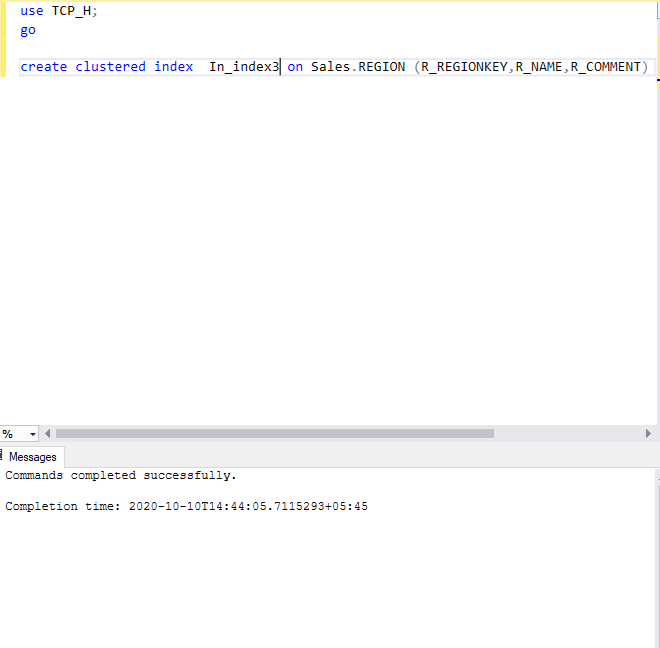 use TCP_H;
go
create clustered index  In_index3 on Sales.REGION (R_REGIONKEY,R_NAME,R_COMMENT)
%
Messages
Commands completed successfully.
Completion time: 2020-10-10T14:44:05.7115293+05:45